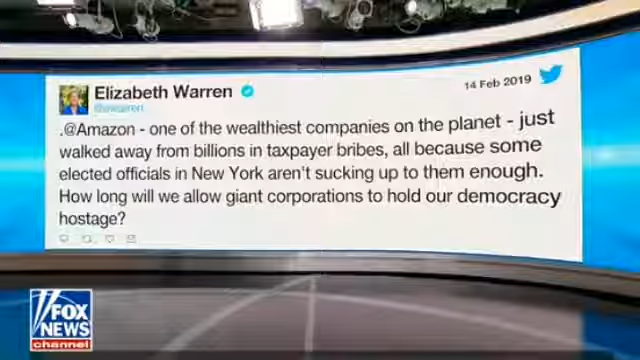 Elizabeth Warren
14 Feb 2019
@ewarren
.@Amazon - one of the wealthiest companies on the planet - just
walked away from billions in taxpayer bribes, all because some
elected officials in New York aren't sucking up to them enough.
How long will we allow giant corporations to hold our democracy
hostage?
FOX
NEWS
channel